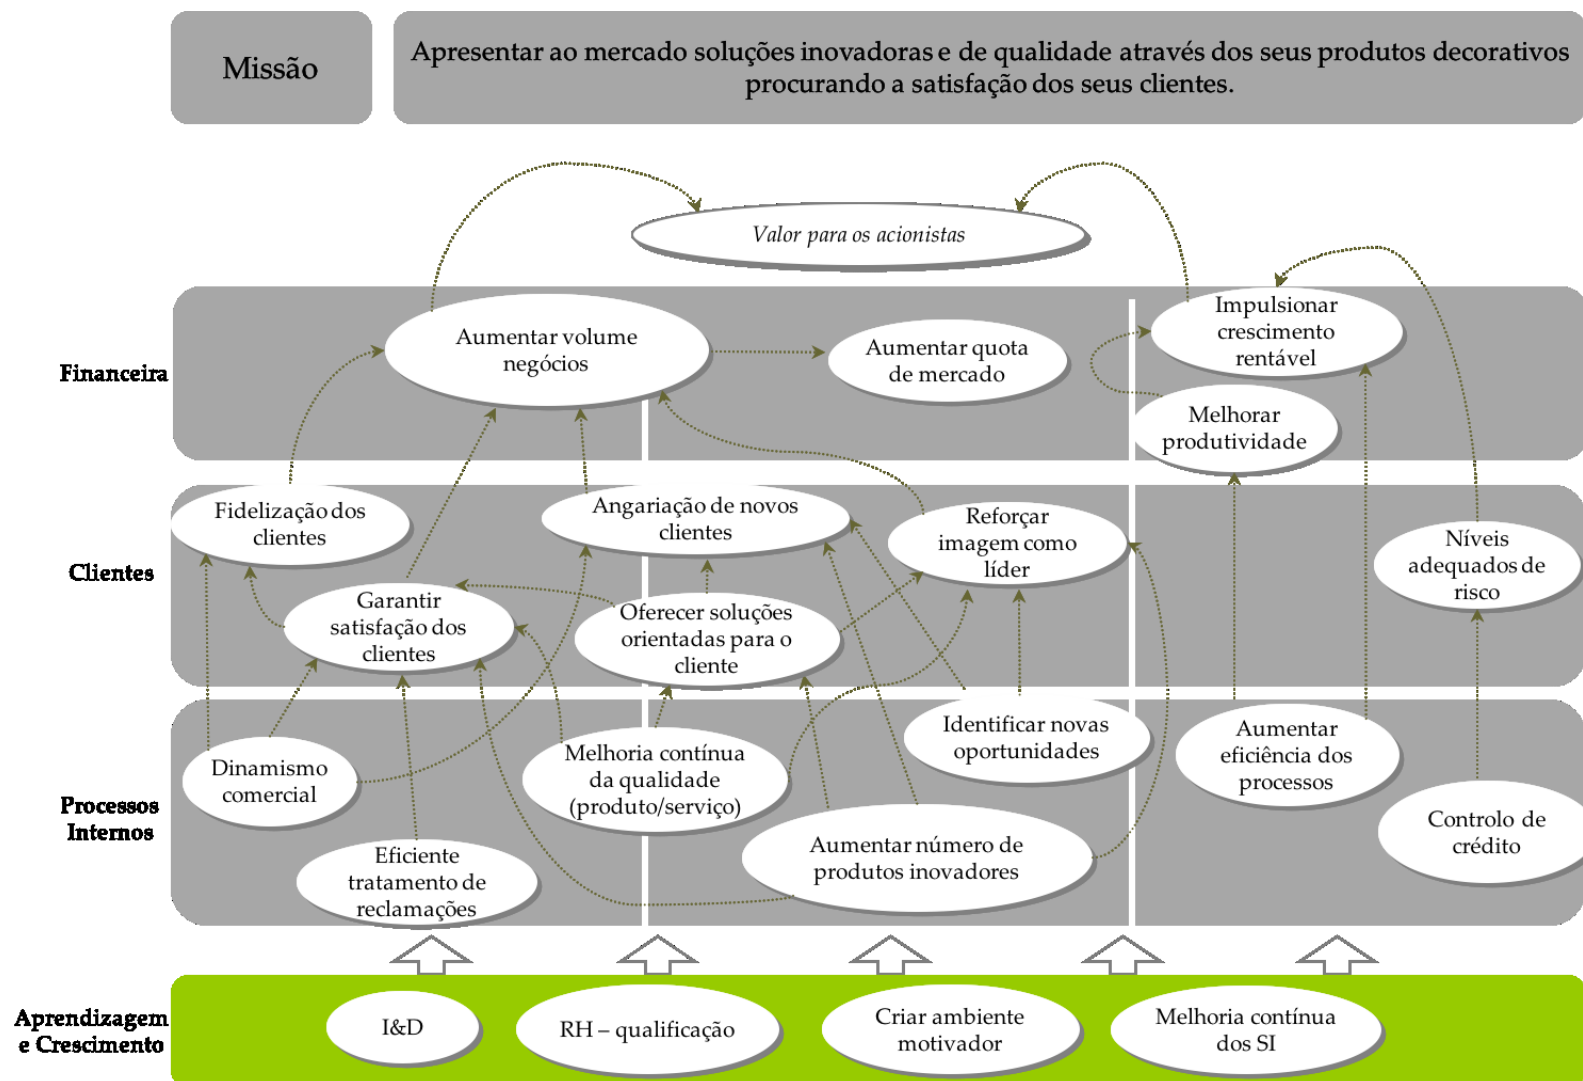 Missão
Apresentar ao mercado soluções inovadoras e de qualidade através dos seus produtos decorativos
procurando a satisfação dos seus clientes.
Valor para os acionistas
Financeira
Aumentar volume
negócios
Aumentar quota
de mercado
Impulsionar
crescimento
rentável
Melhorar
produtividade
Clientes
Fidelização dos
clientes
Angariação de novos
clientes
Reforçar
imagem como
líder
Níveis
adequados de
risco
Garantir
satisfação dos
clientes
Oferecer soluções
orientadas para o
cliente
Processos
Internos
Dinamismo
comercial
Melhoria contínua
da qualidade
(produto/serviço)
Identificar novas
oportunidades
Aumentar
eficiência dos
processos
Controlo de
crédito
Eficiente
tratamento de
reclamações
Aumentar número de
produtos inovadores
Aprendizagem
e Crescimento
I&D
RH – qualificação
Criar ambiente
motivador
Melhoria contínua
dos SI